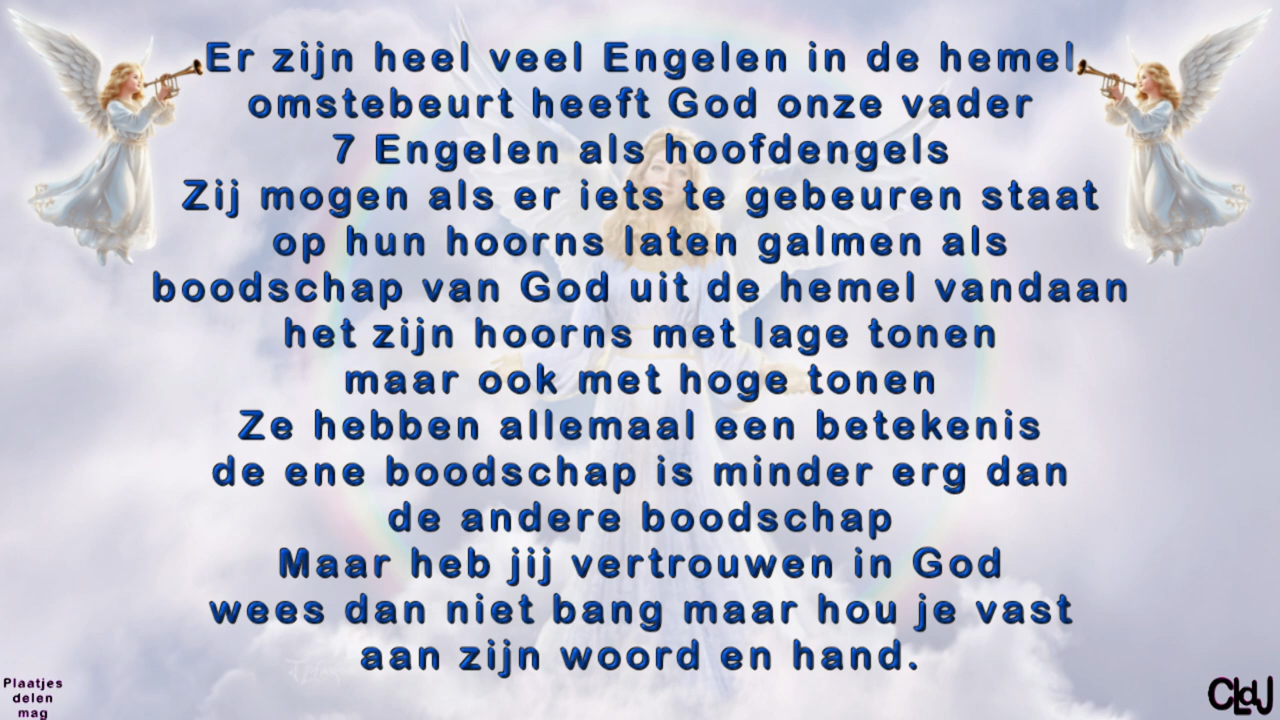 Er zijn heel veel Engelen in de hemel
omstebeurt heeft God onze vader
7 Engelen als hoofdengels
Zij mogen als er iets te gebeuren staat
op hun hoorns laten galmen als
boodschap van God uit de hemel vandaan
het zijn hoorns met lage tonen
maar ook met hoge tonen
Ze hebben allemaal een betekenis
de ene boodschap is minder erg dan
de andere boodschap
Maar heb jij vertrouwen in God
wees dan niet bang maar hou je vast
aan zijn woord en hand.
Plaatjes
delen
mag
CLdJ